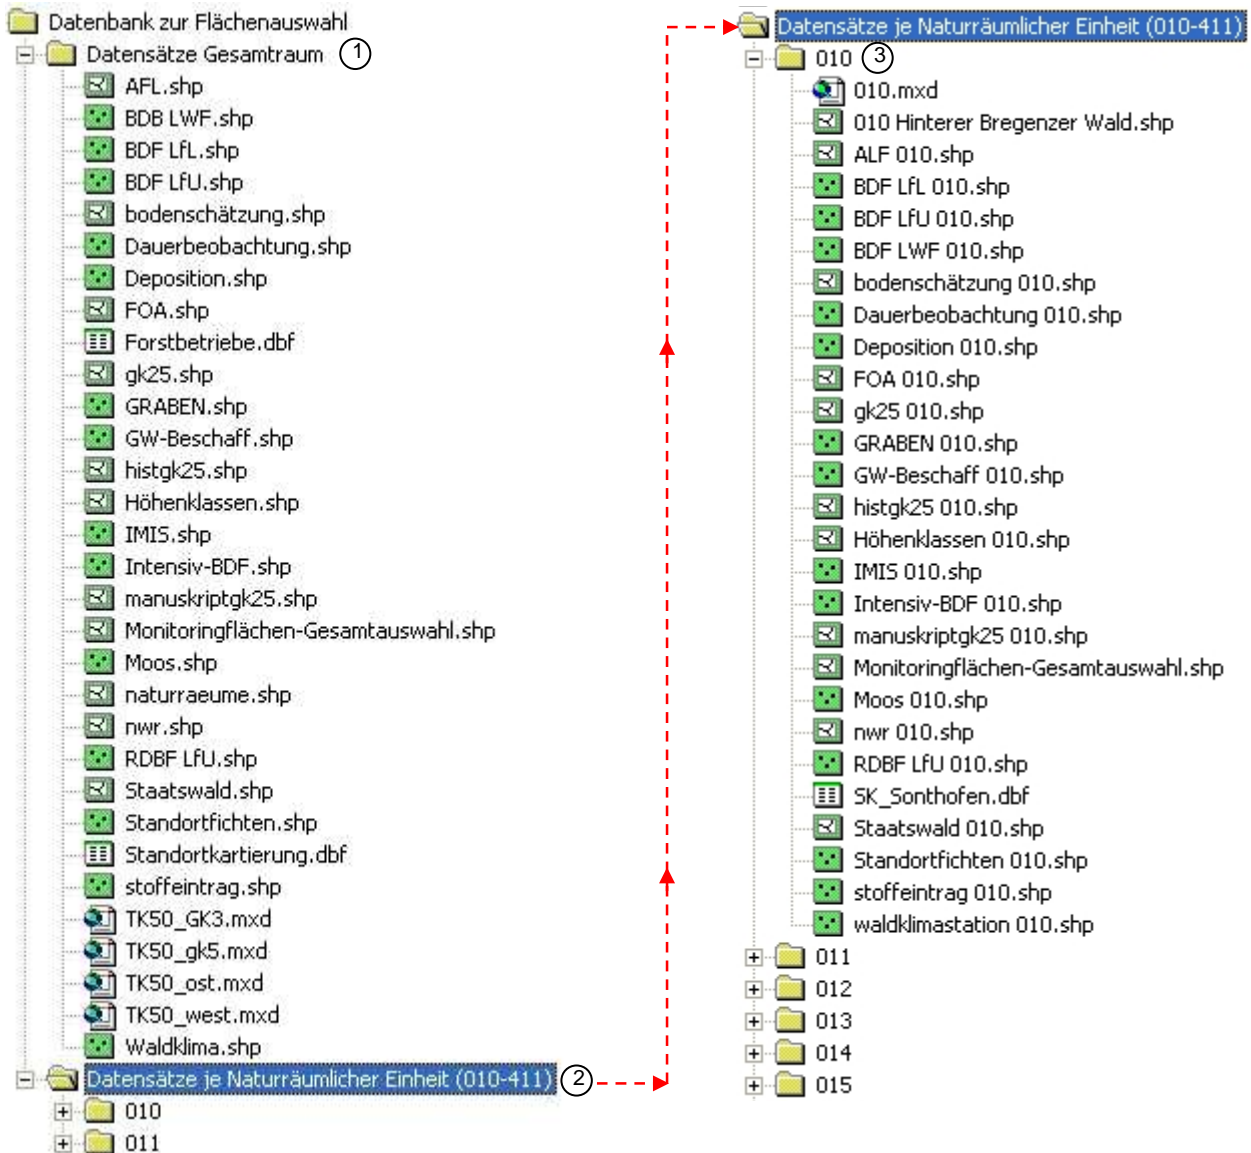 Datenbank zur Flächenauswahl
Datensätze Gesamtraum 1
AFL.shp
BDB LWF.shp
BDF LfL.shp
BDF LfU.shp
bodenschätzung.shp
Dauerbeobachtung.shp
Deposition.shp
FOA.shp
Forstbetriebe.dbf
gk25.shp
GRABEN.shp
GW-Beschaff.shp
histgk25.shp
Höhenklassen.shp
IMIS.shp
Intensiv-BDF.shp
manuskriptgk25.shp
Monitoringflächen-Gesamtauswahl.shp
Moos.shp
naturraeume.shp
nwr.shp
RDBF LfU.shp
Staatswald.shp
Standortfichten.shp
Standortkartierung.dbf
stoffeintrag.shp
TK50_GK3.mxd
TK50_gk5.mxd
TK50_ost.mxd
TK50_west.mxd
Waldklima.shp
Datensätze je Naturräumlicher Einheit (010-411) 2
010
011
Datensätze je Naturräumlicher Einheit (010-411)
010 3
010.mxd
010 Hinterer Bregenzer Wald.shp
ALF 010.shp
BDF LfL 010.shp
BDF LfU 010.shp
BDF LWF 010.shp
bodenschätzung 010.shp
Dauerbeobachtung 010.shp
Deposition 010.shp
FOA 010.shp
gk25 010.shp
GRABEN 010.shp
GW-Beschaff 010.shp
histgk25 010.shp
Höhenklassen 010.shp
IMIS 010.shp
Intensiv-BDF 010.shp
manuskriptgk25 010.shp
Monitoringflächen-Gesamtauswahl.shp
Moos 010.shp
nwr 010.shp
RDBF LfU 010.shp
SK_Sonthofen.dbf
Staatswald 010.shp
Standortfichten 010.shp
stoffeintrag 010.shp
waldklimastation 010.shp
011
012
013
014
015